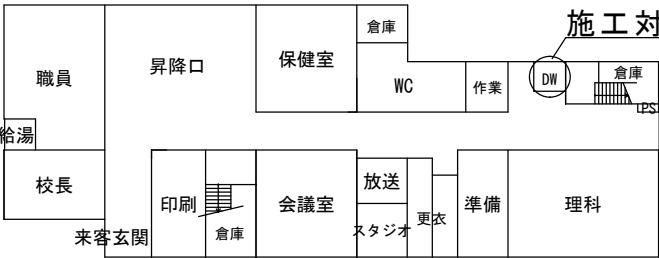 施工対
倉庫
職員
昇降口
保健室
WC
作業
DW
倉庫
PS
給湯
校長
印刷
倉庫
会議室
放送
スタジオ
更衣
準備
理科
来客玄関